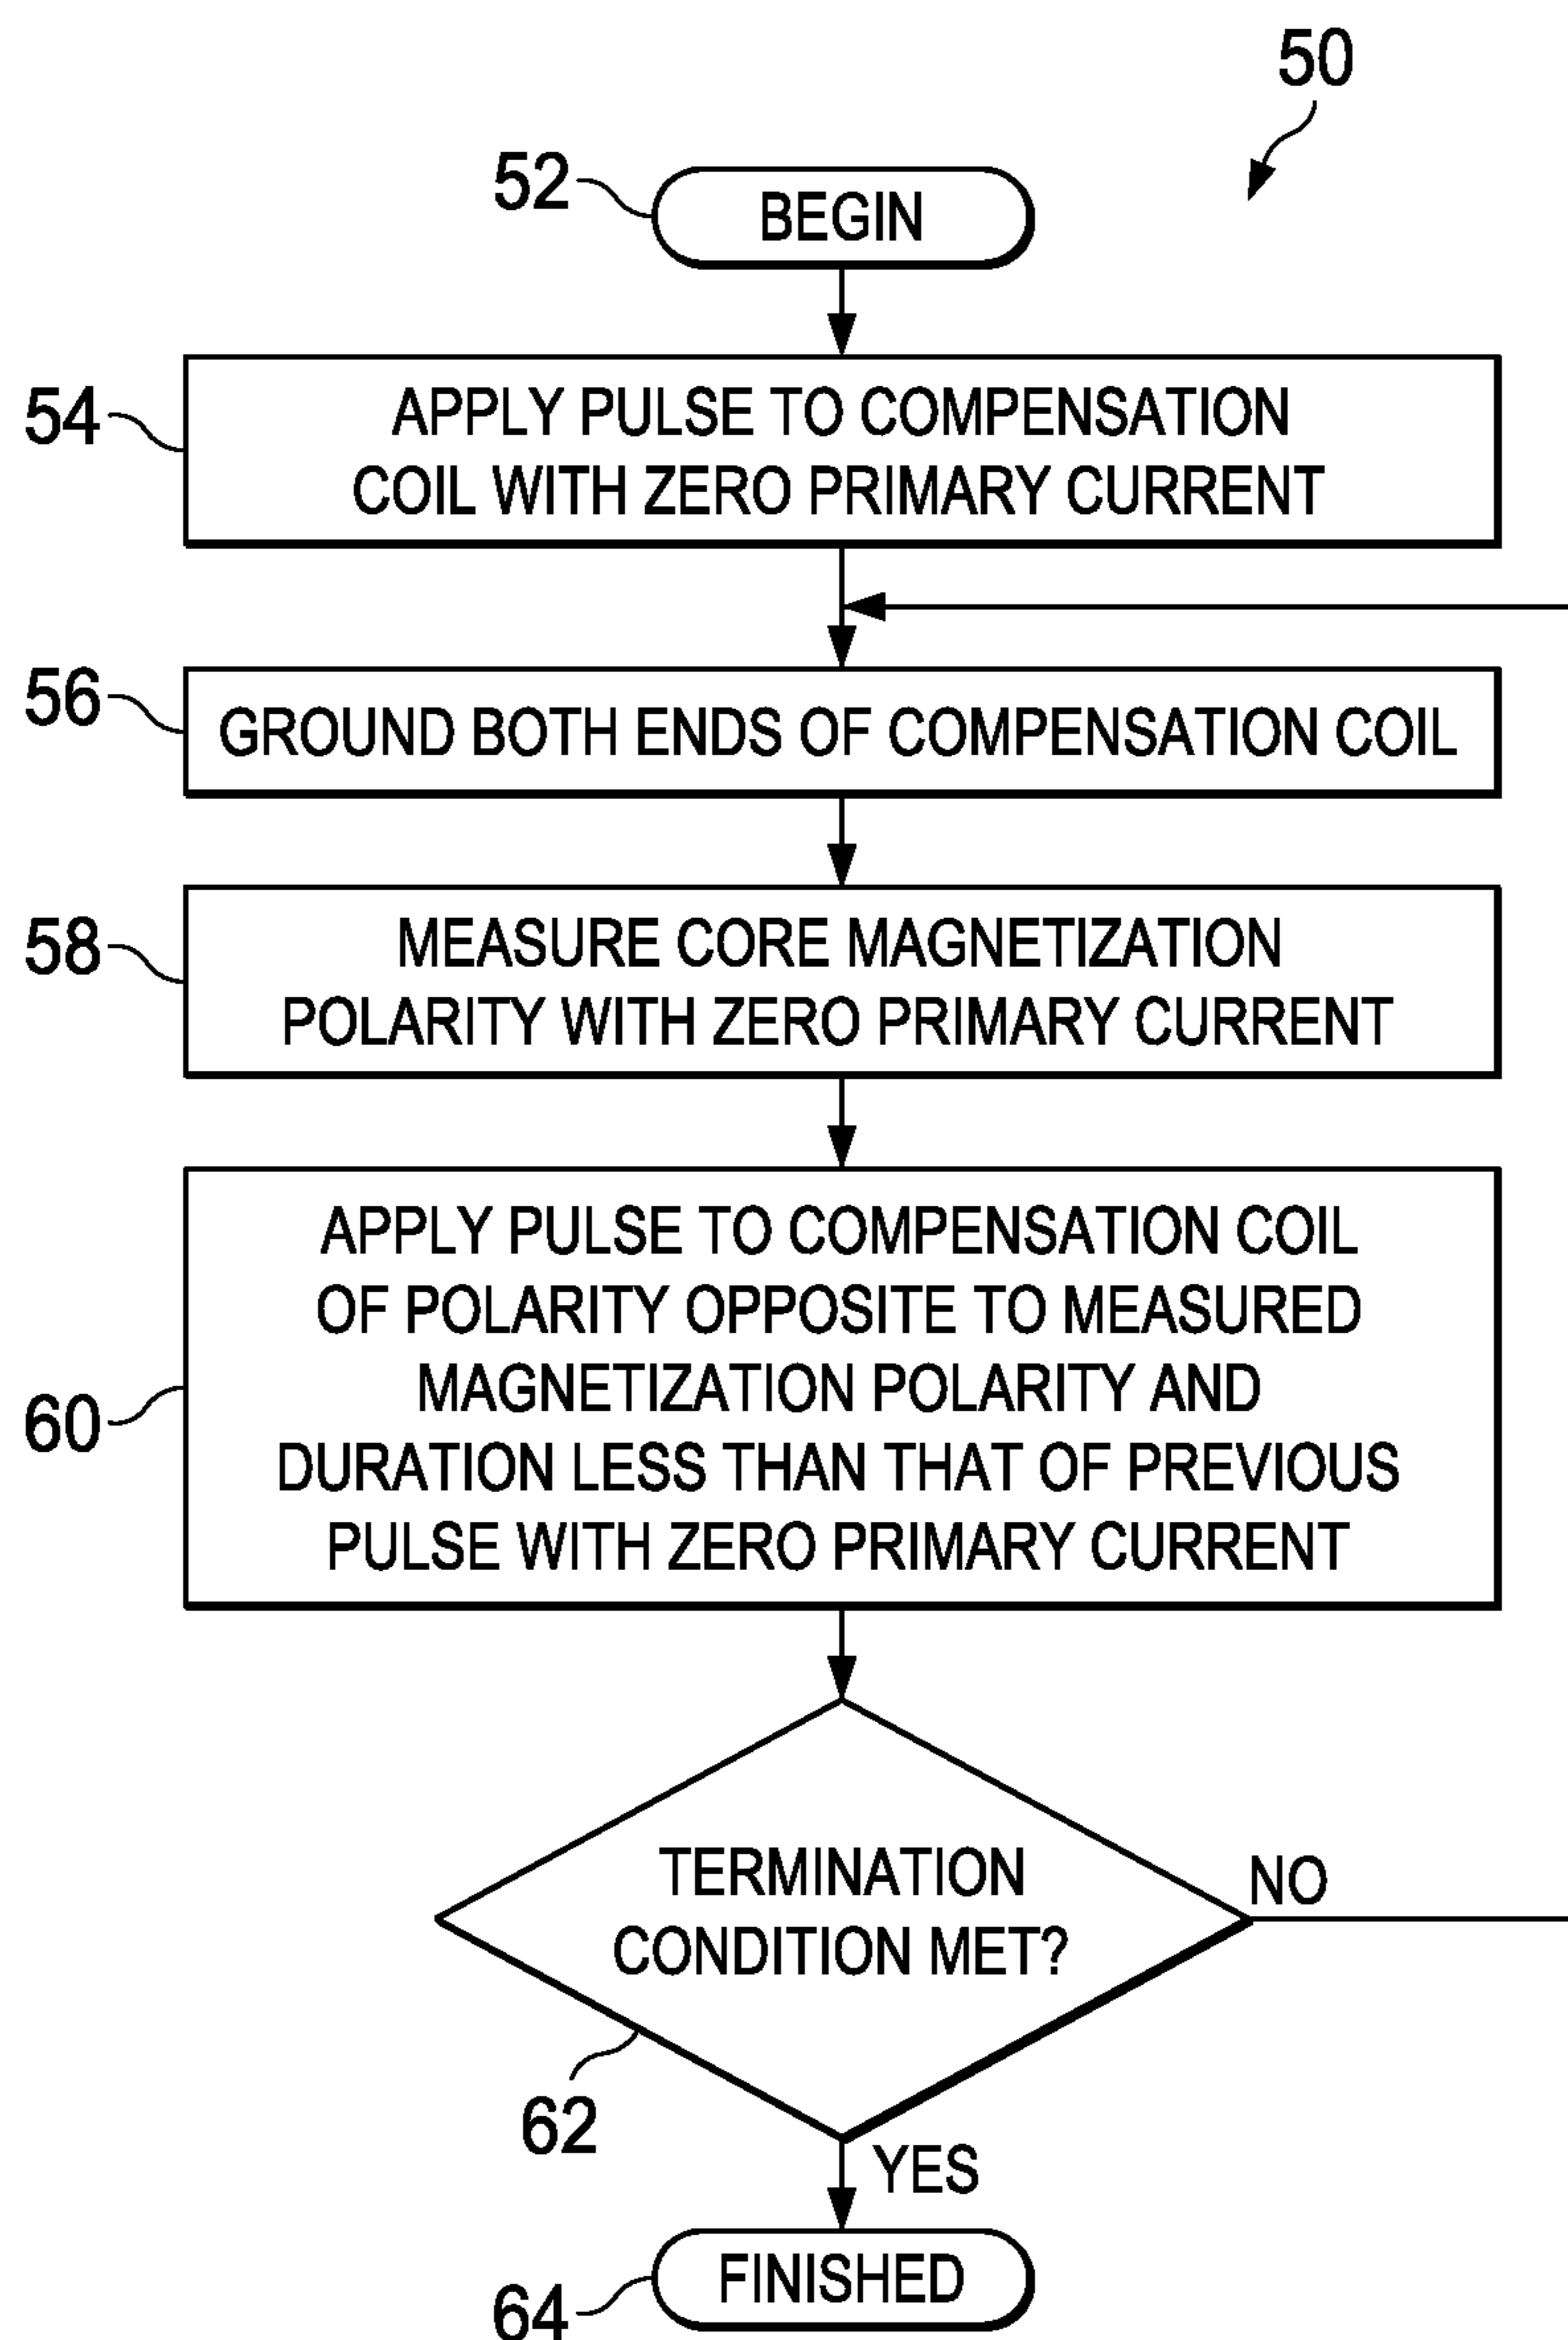 50
52
BEGIN
54
APPLY PULSE TO COMPENSATION
COIL WITH ZERO PRIMARY CURRENT
56
GROUND BOTH ENDS OF COMPENSATION COIL
58
MEASURE CORE MAGNETIZATION
POLARITY WITH ZERO PRIMARY CURRENT
60
APPLY PULSE TO COMPENSATION COIL
OF POLARITY OPPOSITE TO MEASURED
MAGNETIZATION POLARITY AND
DURATION LESS THAN THAT OF PREVIOUS
PULSE WITH ZERO PRIMARY CURRENT
TERMINATION
CONDITION MET?
NO
62
YES
FINISHED
64